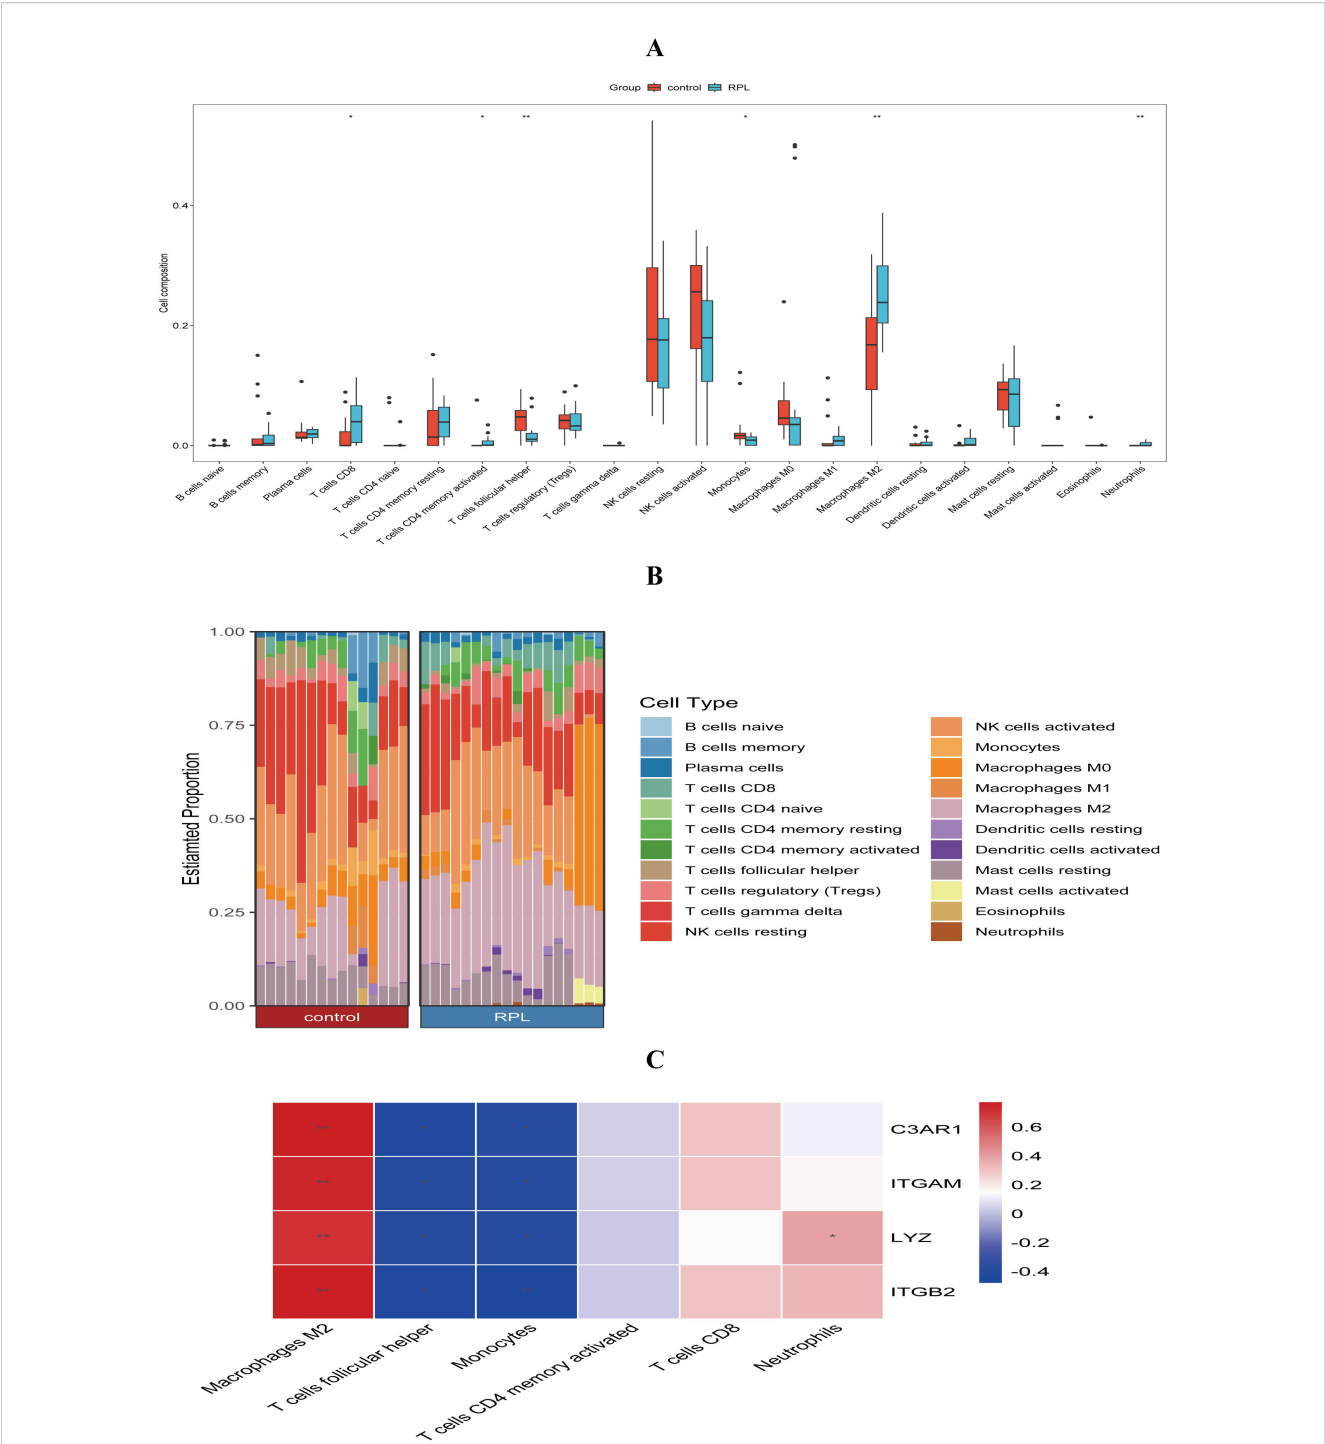 A
Group control RPL
* * ** * ** **
Cell composition
0.4
0.2
0.0
B cells naive
B cells memory
Plasma cells
T cells CD8
T cells CD4 naive
T cells CD4 memory resting
T cells CD4 memory activated
T cells follicular helper
T cells regulatory (Tregs)
T cells gamma delta
NK cells resting
NK cells activated
Monocytes
Macrophages M0
Macrophages M1
Macrophages M2
Dendritic cells resting
Dendritic cells activated
Mast cells resting
Mast cells activated
Eosinophils
Neutrophils
B
Estiamted Proportion
1.00
0.75
0.50
0.25
0.00
control
RPL
Cell Type
B cells naive
B cells memory
Plasma cells
T cells CD8
T cells CD4 naive
T cells CD4 memory resting
T cells CD4 memory activated
T cells follicular helper
T cells regulatory (Tregs)
T cells gamma delta
NK cells resting
NK cells activated
Monocytes
Macrophages M0
Macrophages M1
Macrophages M2
Dendritic cells resting
Dendritic cells activated
Mast cells resting
Mast cells activated
Eosinophils
Neutrophils
C
C3AR1
ITGAM
LYZ
*
ITGB2
0.6
0.4
0.2
0
-0.2
-0.4
Macrophages M2
T cells follicular helper
Monocytes
T cells CD4 memory activated
T cells CD8
Neutrophils